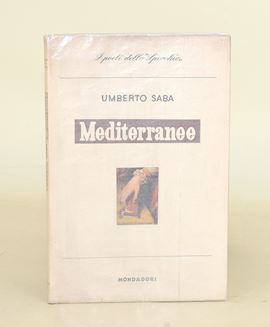 I poeti dello "Specchio"
UMBERTO SABA
Mediterranee
MONDADORI